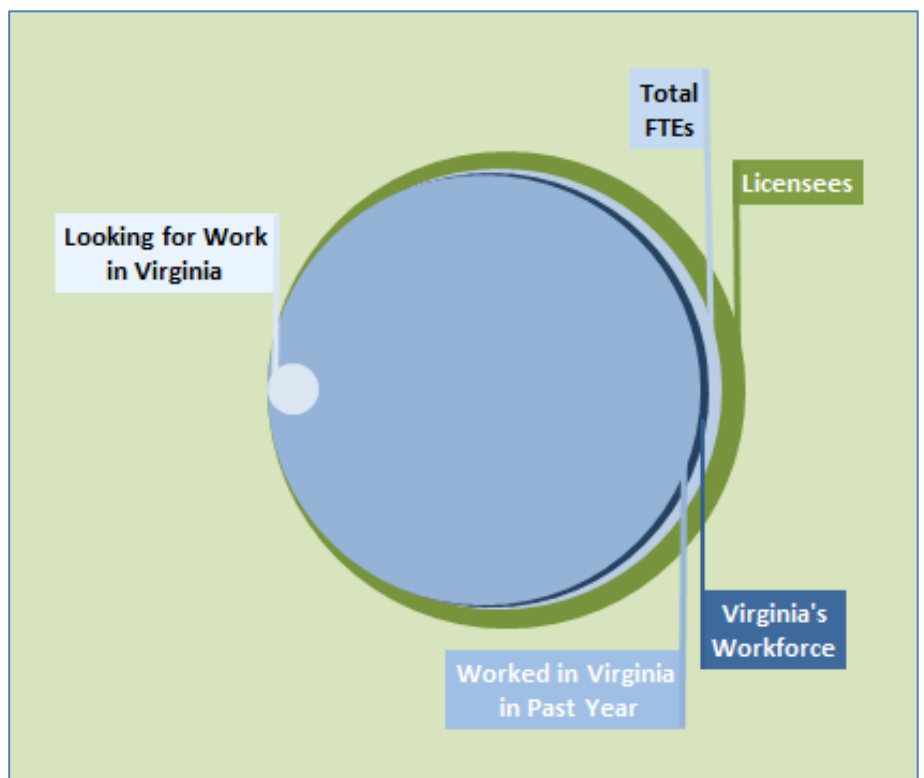 Total
FTEs
Licensees
Looking for Work
in Virginia
Virginia's
Workforce
Worked in Virginia
in Past Year